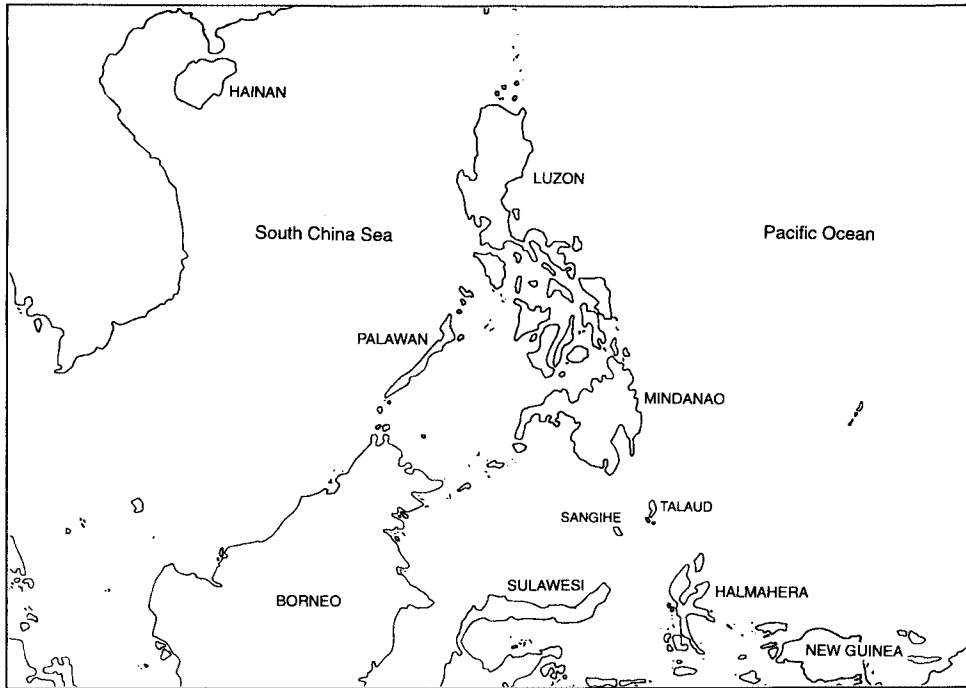 HAINAN
LUZON
South China Sea
Pacific Ocean
PALAWAN
MINDANAO
TALAUD
SANGIHE
SULAWESI
HALMAHERA
BORNEO
NEW GUINEA